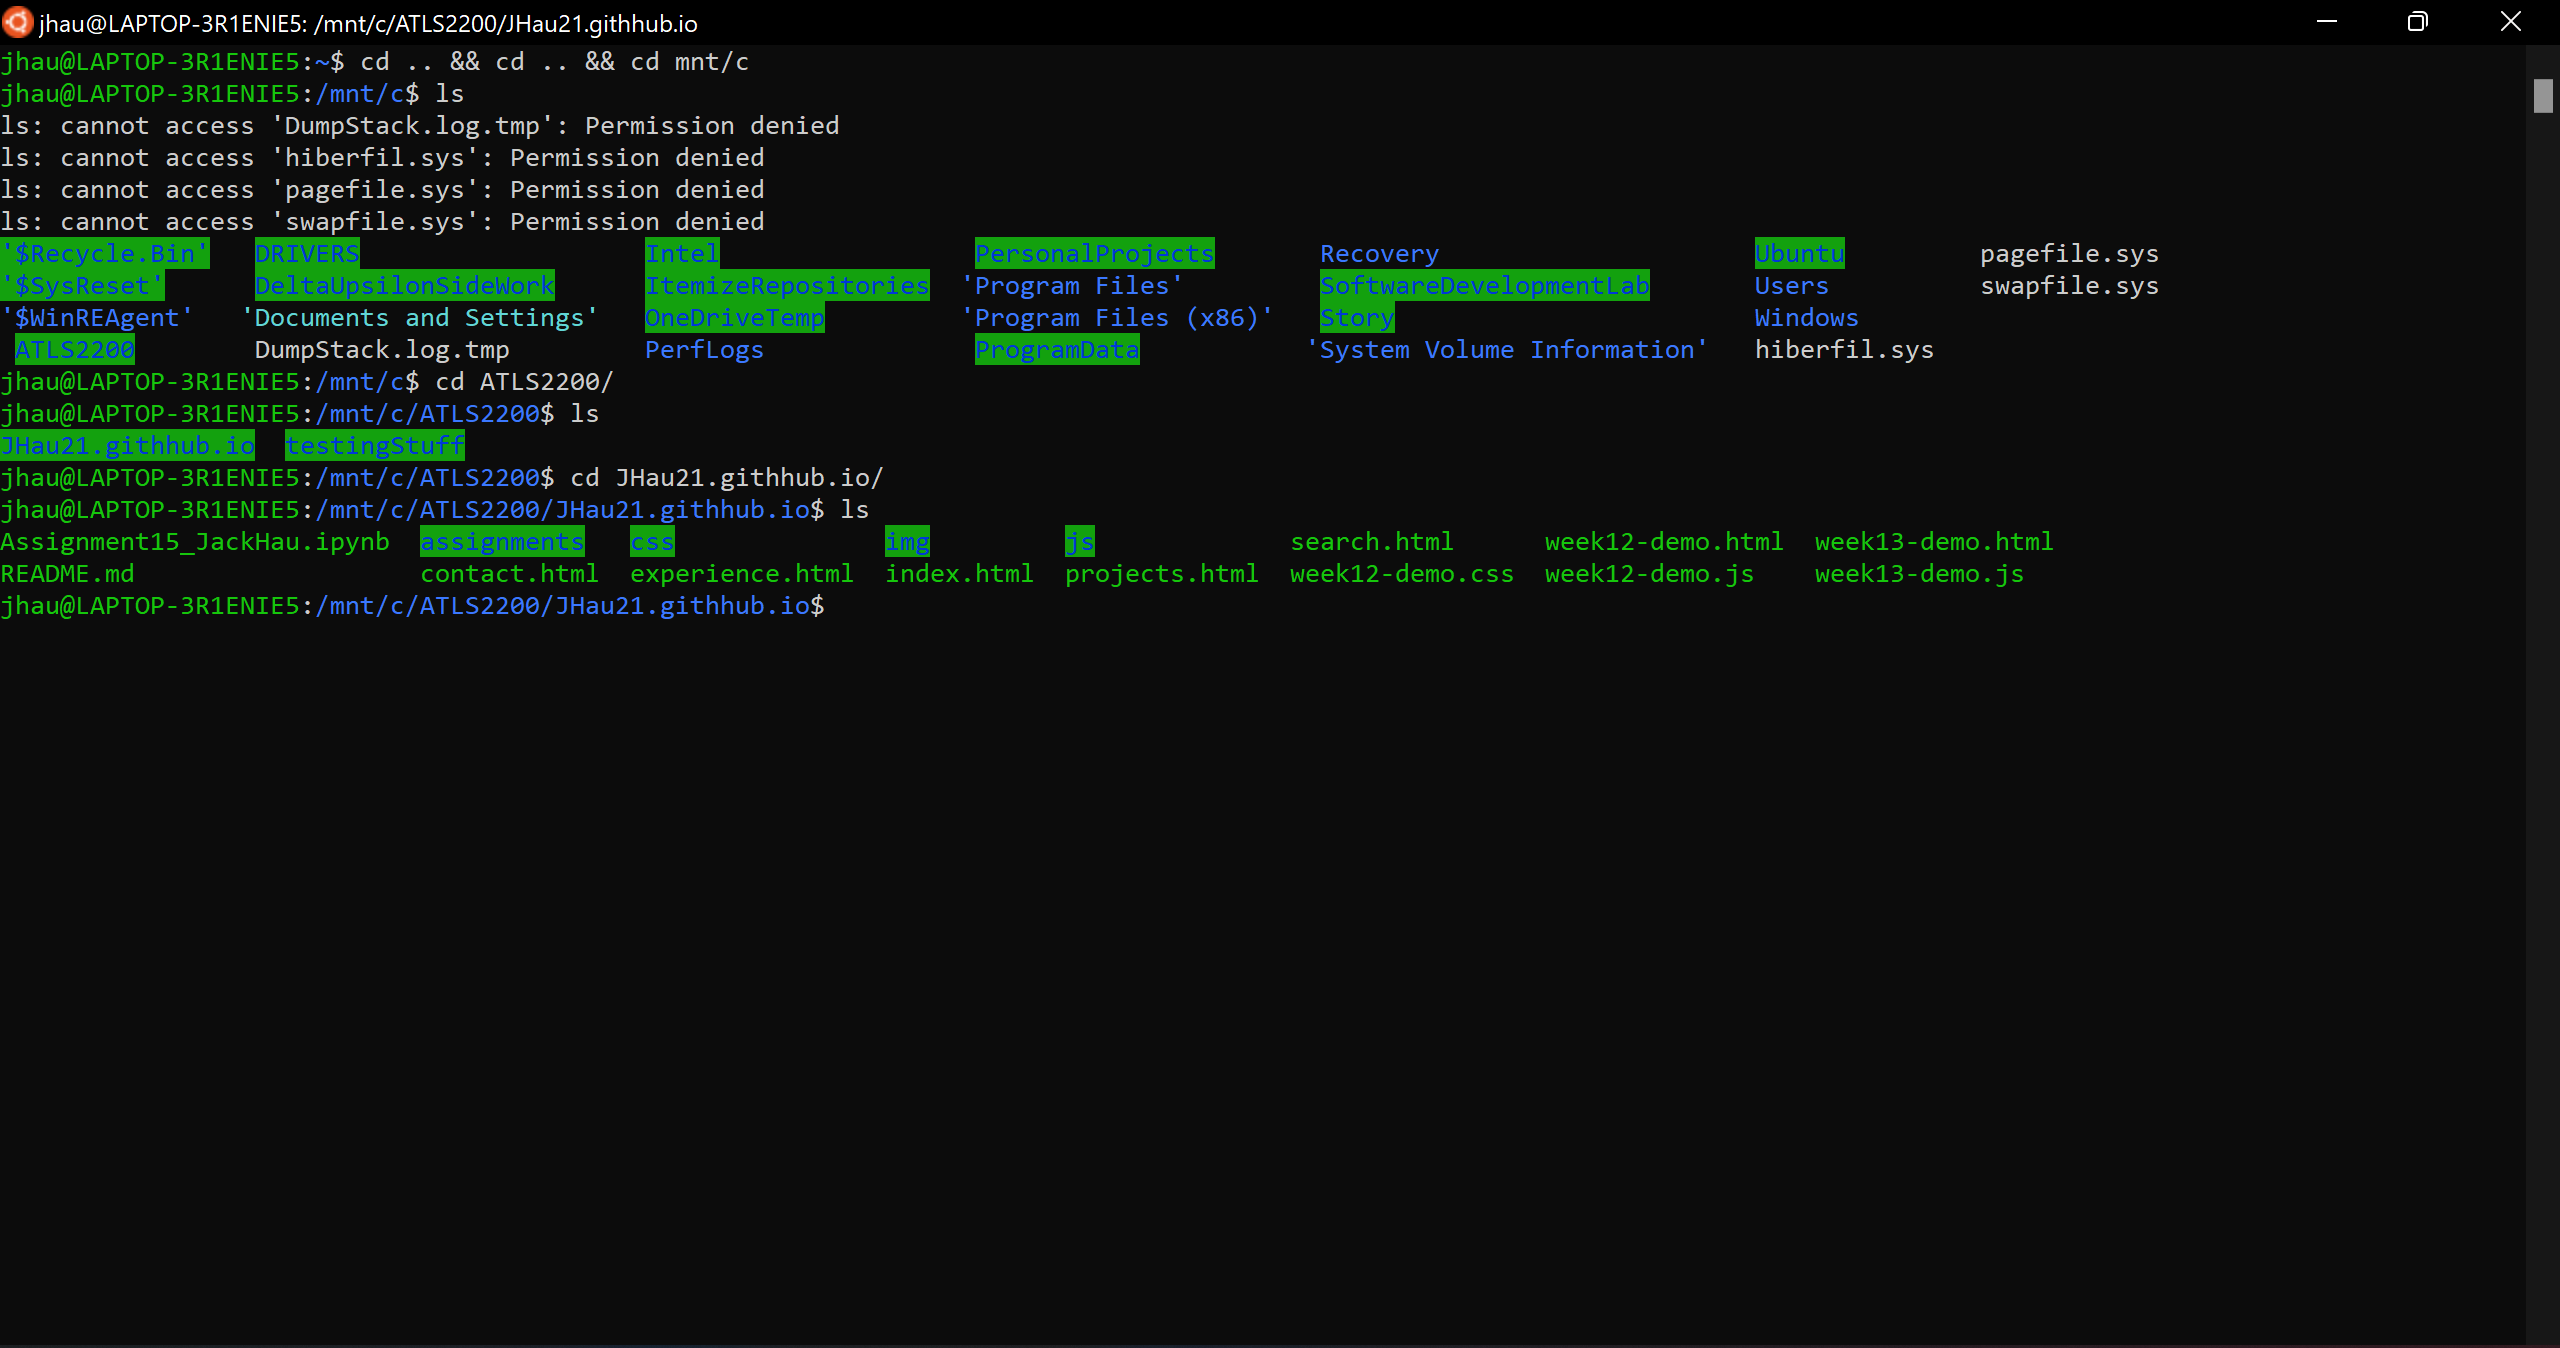 jhau@LAPTOP-3R1ENIE5: /mnt/c/ATLS2200/JHau21.githhub.io
jhau@LAPTOP-3R1ENIE5:~$ cd .. && cd .. && cd mnt/c
jhau@LAPTOP-3R1ENIE5:/mnt/c$ ls
ls: cannot access 'DumpStack.log.tmp': Permission denied
ls: cannot access 'hiberfil.sys': Permission denied
ls: cannot access 'pagefile.sys': Permission denied
ls: cannot access 'swapfile.sys': Permission denied
'$Recycle.Bin' DRIVERS Intel PersonalProjects Recovery Ubuntu pagefile.sys
'$SysReset' DeltaUpsilonSideWork ItemizeRepositories 'Program Files' SoftwareDevelopmentLab Users swapfile.sys
'$WinREAgent' 'Documents and Settings' OneDriveTemp 'Program Files (x86)' Story Windows
ATLS2200 DumpStack.log.tmp PerfLogs ProgramData 'System Volume Information' hiberfil.sys
jhau@LAPTOP-3R1ENIE5:/mnt/c$ cd ATLS2200/
jhau@LAPTOP-3R1ENIE5:/mnt/c/ATLS2200$ ls
JHau21.githhub.io testingStuff
jhau@LAPTOP-3R1ENIE5:/mnt/c/ATLS2200$ cd JHau21.githhub.io/
jhau@LAPTOP-3R1ENIE5:/mnt/c/ATLS2200/JHau21.githhub.io$ ls
Assignment15_JackHau.ipynb assignments css img js search.html week12-demo.html week13-demo.html
README.md contact.html experience.html index.html projects.html week12-demo.css week12-demo.js week13-demo.js
jhau@LAPTOP-3R1ENIE5:/mnt/c/ATLS2200/JHau21.githhub.io$